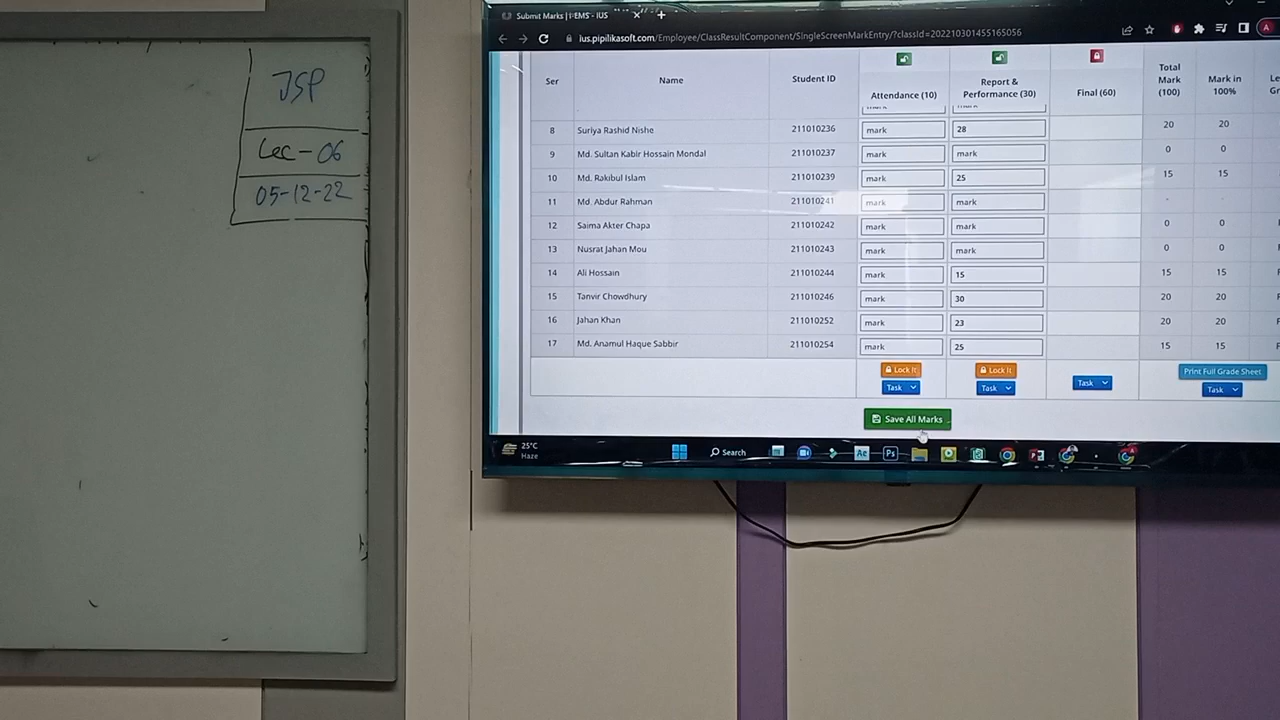 JSP
Lec-06
05-12-22
Submit Marks | iEMS - IUS
ius.pipilikasoft.com/Employee/ClassResultComponent/SingleScreenMarkEntry/?classId=202210301455165056
Ser Name Student ID Attendance (10) Report & Performance (30) Final (60) Total Mark (100) Mark in 100%
8 Suriya Rashid Nishe 211010236 mark 28 20 20
9 Md. Sultan Kabir Hossain Mondal 211010237 mark mark 0 0
10 Md. Rakibul Islam 211010239 mark 25 15 15
11 Md. Abdur Rahman 211010241 mark mark - -
12 Saima Akter Chapa 211010242 mark mark 0 0
13 Nusrat Jahan Mou 211010243 mark mark 0 0
14 Ali Hossain 211010244 mark 15 15 15
15 Tanvir Chowdhury 211010246 mark 30 20 20
16 Jahan Khan 211010252 mark 23 20 20
17 Md. Anamul Haque Sabbir 211010254 mark 25 15 15
Lock It Lock It Print Full Grade Sheet
Task Task Task Task
Save All Marks
25°C
Haze
Search
Ae
Ps